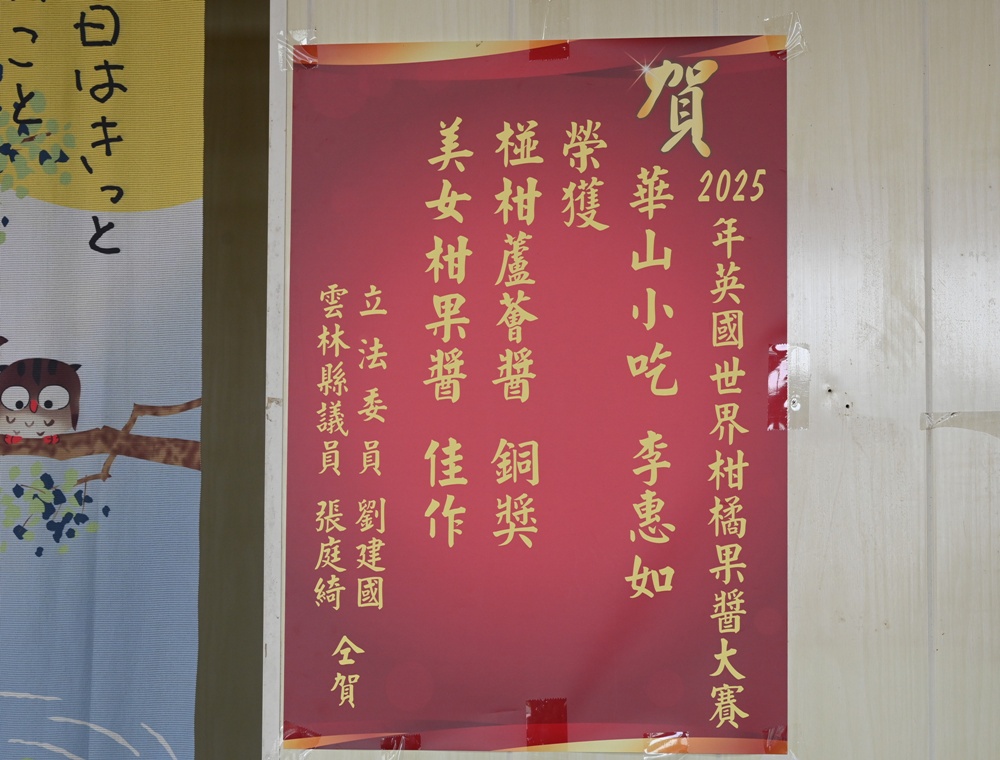 賀
2025年英國世界柑橘果醬大賽
華山小吃 李惠如
榮獲
椪柑蘆薈醬 銅獎
美女柑果醬 佳作
立法委員 劉建國
雲林縣議員 張庭綺
仝賀
日はきっと
っこと